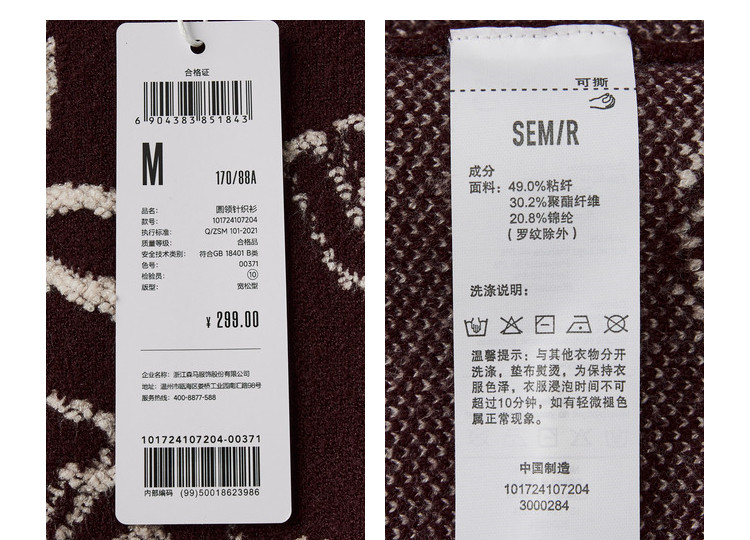 合格证
6 904383 851843
M
170/88A
品名: 圆领针织衫
款号: 101724107204
执行标准: Q/ZSM 101-2021
质量等级: 合格品
安全技术类别: 符合GB 18401 B类
色号: 00371
检验员: 10
版型: 宽松型
¥ 299.00
企业名称: 浙江森马服饰股份有限公司
地址: 温州市瓯海区娄桥工业园南汇路98号
服务热线: 400-8877-588
101724107204-00371
内部编码 (99)50018623986
可撕
SEM/R
成分
面料: 49.0%粘纤
30.2%聚酯纤维
20.8%锦纶
(罗纹除外)
洗涤说明:
温馨提示: 与其他衣物分开
洗涤, 垫布熨烫, 为保持衣
服色泽, 衣服浸泡时间不可
超过10分钟, 如有轻微褪色
属正常现象。
中国制造
101724107204
3000284